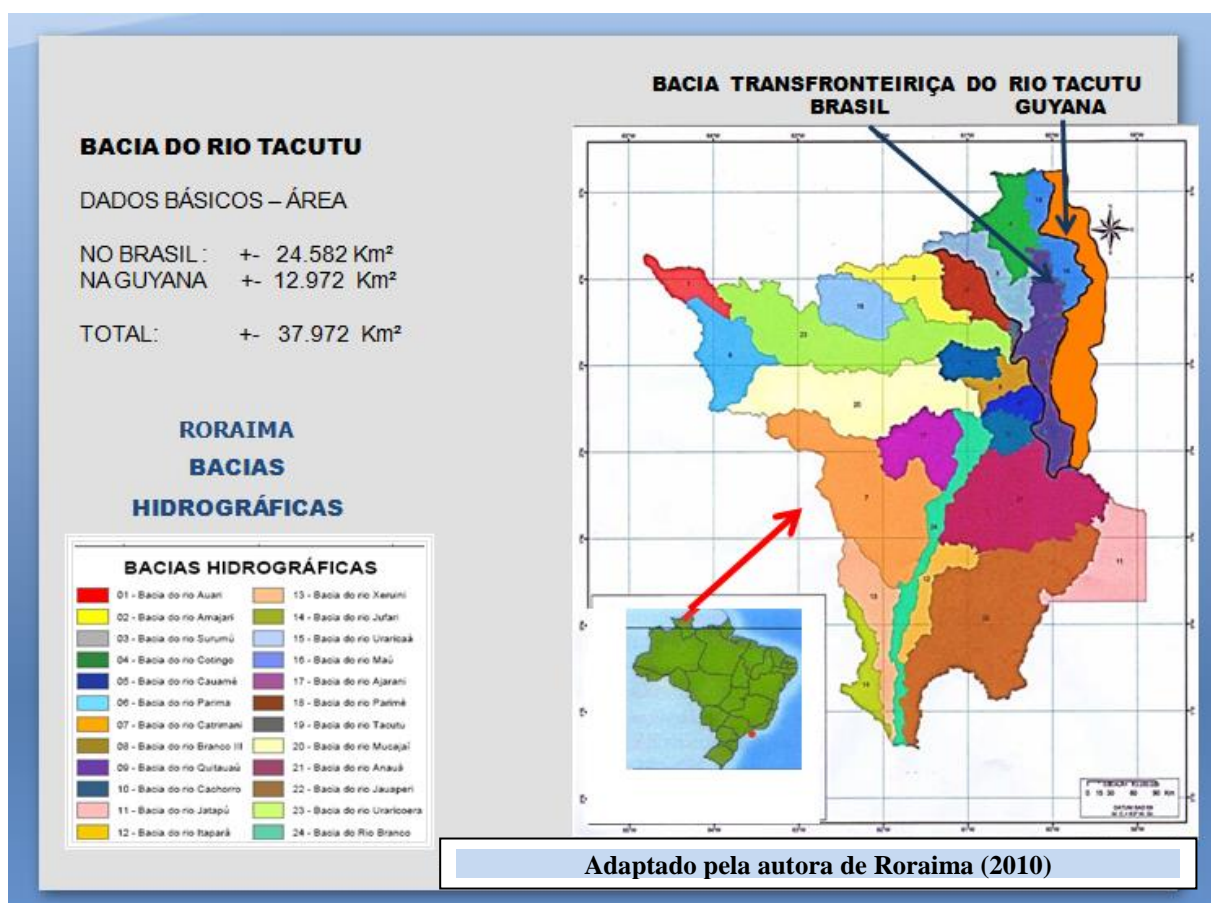 BACIA TRANSFRONTEIRIÇA DO RIO TACUTU
BRASIL GUYANA
BACIA DO RIO TACUTU
DADOS BÁSICOS – ÁREA
NO BRASIL : +- 24.582 Km²
NA GUYANA +- 12.972 Km²
TOTAL: +- 37.972 Km²
RORAIMA
BACIAS
HIDROGRÁFICAS
BACIAS HIDROGRÁFICAS
01 - Bacia do rio Auari
02 - Bacia do rio Amajari
03 - Bacia do rio Surumú
04 - Bacia do rio Cotingo
05 - Bacia do rio Cauamé
06 - Bacia do rio Parima
07 - Bacia do rio Catrimani
08 - Bacia do rio Branco III
09 - Bacia do rio Quitauaú
10 - Bacia do rio Cachorro
11 - Bacia do rio Jatapú
12 - Bacia do rio Itapará
13 - Bacia do rio Xeruini
14 - Bacia do rio Jufari
15 - Bacia do rio Uraricaá
16 - Bacia do rio Maú
17 - Bacia do rio Ajarani
18 - Bacia do rio Parimé
19 - Bacia do rio Tacutu
20 - Bacia do rio Mucajaí
21 - Bacia do rio Anauá
22 - Bacia do rio Jauaperi
23 - Bacia do rio Uraricoera
24 - Bacia do Rio Branco
Adaptado pela autora de Roraima (2010)